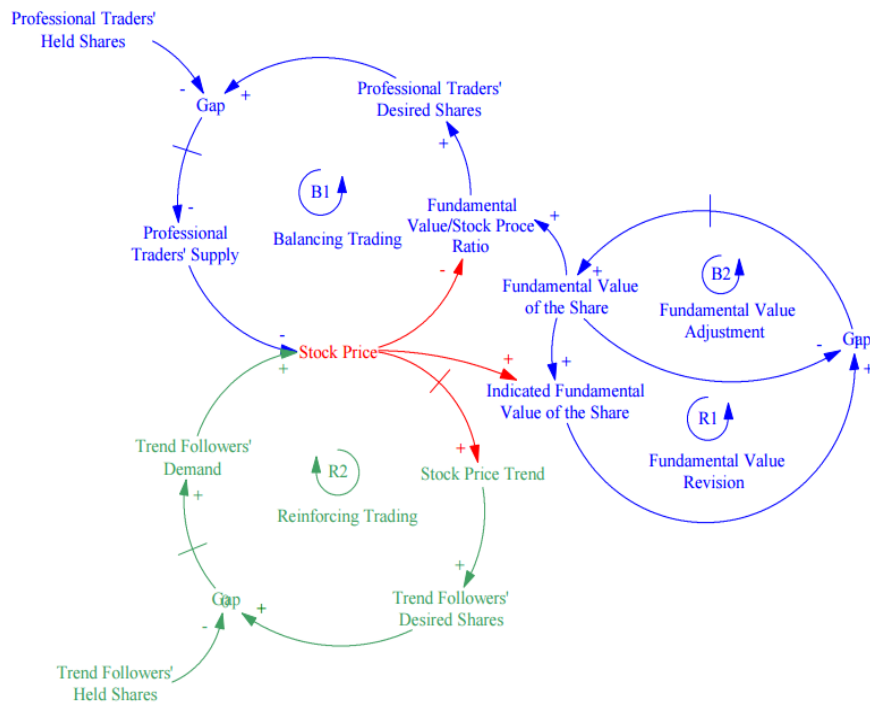 Professional Traders'
Held Shares
-
Gap
+
Professional Traders'
Desired Shares
+
-
Professional
Traders' Supply
B1
Balancing Trading
Fundamental
Value/Stock Proce
Ratio
+
-
-
Stock Price
+
Fundamental Value
of the Share
+
+
B2
Fundamental Value
Adjustment
-
Gap
+
+
Indicated Fundamental
Value of the Share
R1
Fundamental Value
Revision
Trend Followers'
Demand
+
R2
Reinforcing Trading
+
Stock Price Trend
+
Gap
+
-
Trend Followers'
Desired Shares
Trend Followers'
Held Shares